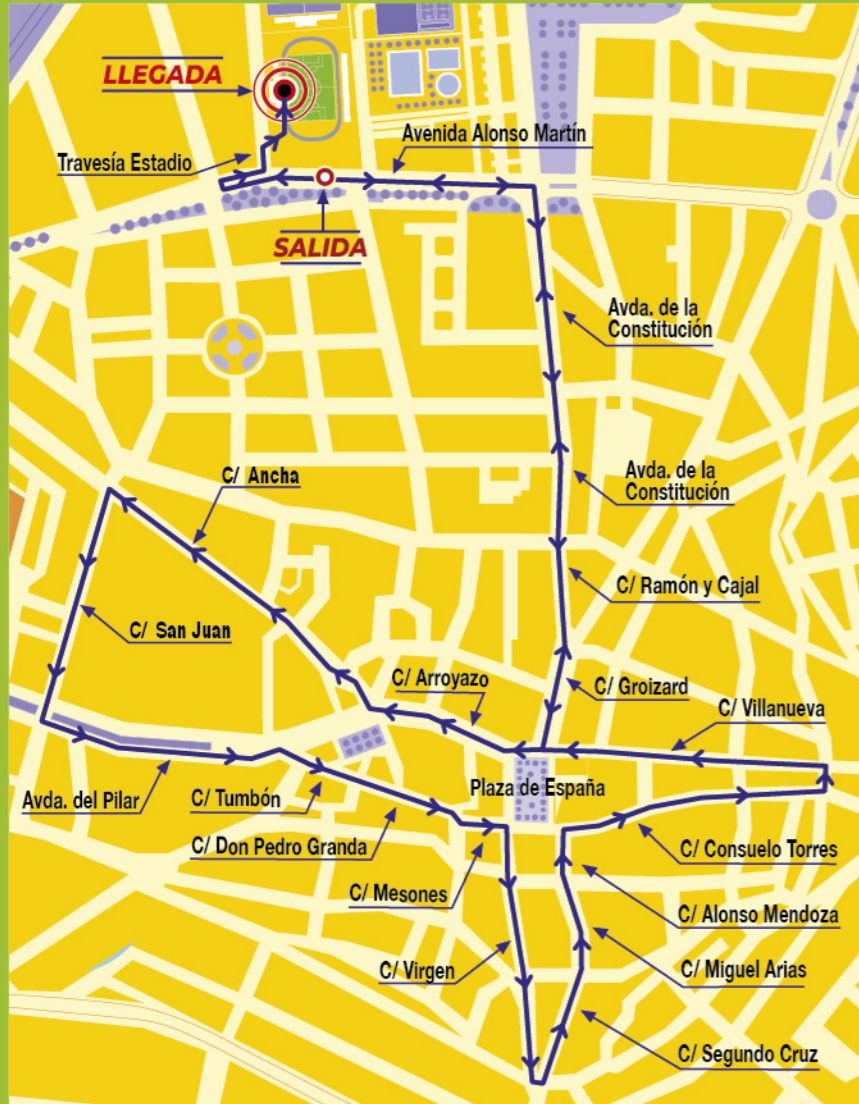 LLEGADA
Avenida Alonso Martín
Travesía Estadio
SALIDA
Avda. de la
Constitución
Avda. de la
Constitución
C/ Ancha
C/ Ramón y Cajal
C/ San Juan
C/ Arroyazo
C/ Groizard
C/ Villanueva
Plaza de España
Avda. del Pilar
C/ Tumbón
C/ Don Pedro Granda
C/ Consuelo Torres
C/ Mesones
C/ Alonso Mendoza
C/ Virgen
C/ Miguel Arias
C/ Segundo Cruz